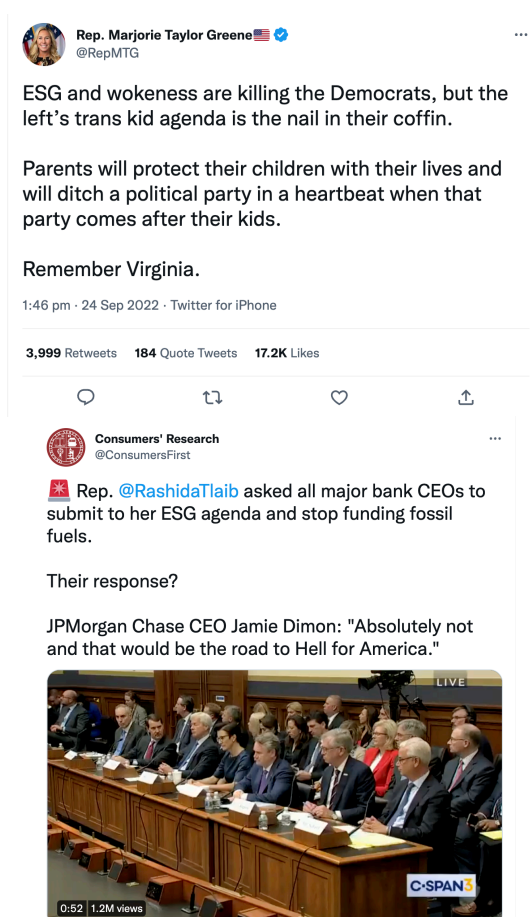 Rep. Marjorie Taylor Greene🇺🇸
@RepMTG
ESG and wokeness are killing the Democrats, but the
left’s trans kid agenda is the nail in their coffin.
Parents will protect their children with their lives and
will ditch a political party in a heartbeat when that
party comes after their kids.
Remember Virginia.
1:46 pm · 24 Sep 2022 · Twitter for iPhone
3,999 Retweets 184 Quote Tweets 17.2K Likes
Consumers' Research
@ConsumersFirst
🚨 Rep. @RashidaTlaib asked all major bank CEOs to
submit to her ESG agenda and stop funding fossil
fuels.
Their response?
JPMorgan Chase CEO Jamie Dimon: "Absolutely not
and that would be the road to Hell for America."
LIVE
C·SPAN3
0:52 1.2M views